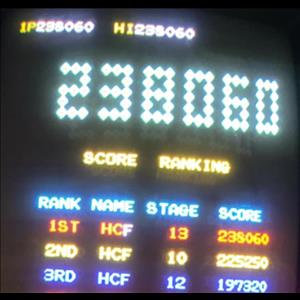 1P238060 HI238060
238060
SCORE RANKING
RANK NAME STAGE SCORE
1ST HCF 13 238060
2ND HCF 10 225250
3RD HCF 12 197320